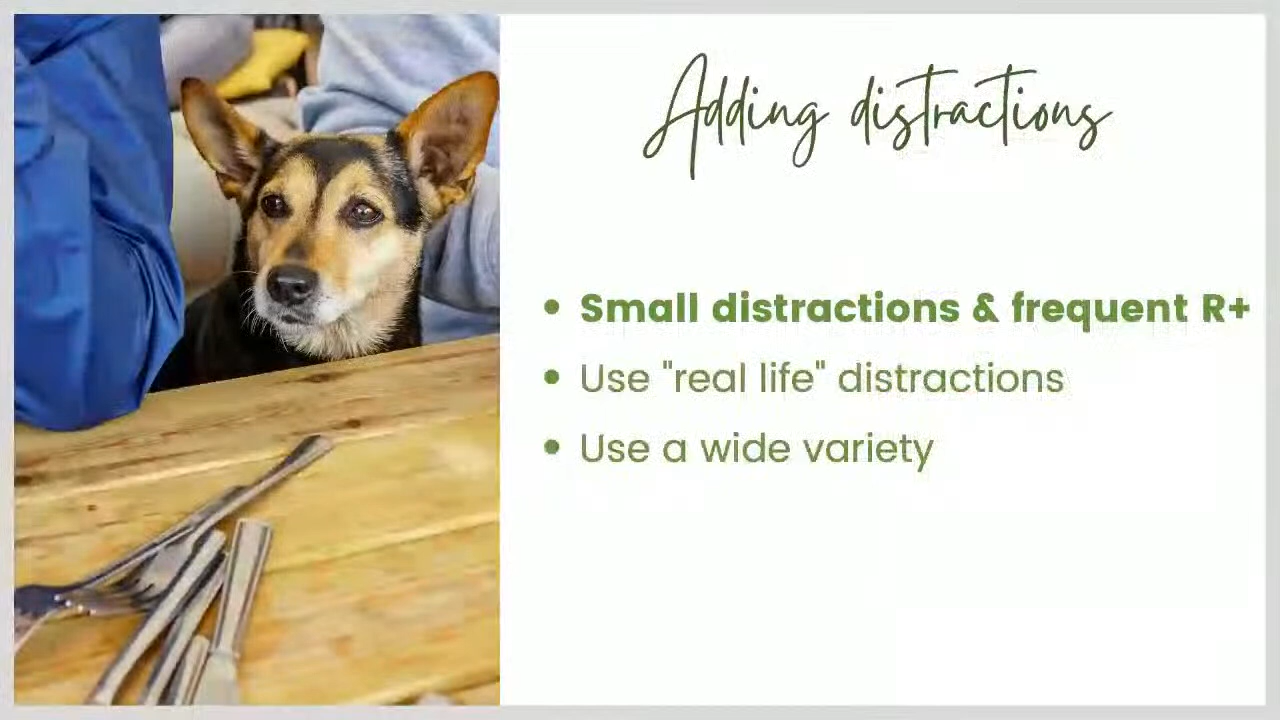 Adding distractions
• Small distractions & frequent R+
• Use "real life" distractions
• Use a wide variety